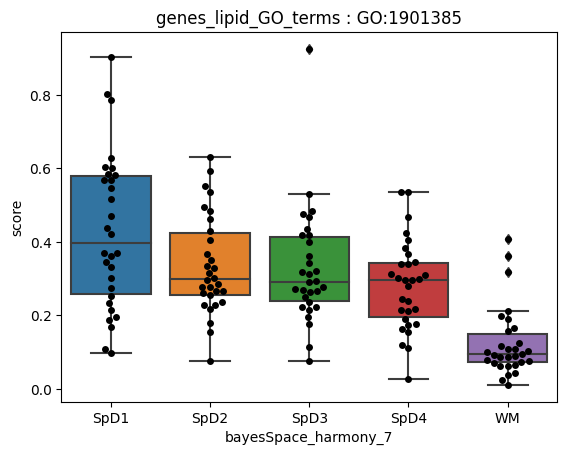 genes_lipid_GO_terms : GO:1901385
score
0.8
0.6
0.4
0.2
0.0
SpD1 SpD2 SpD3 SpD4 WM
bayesSpace_harmony_7